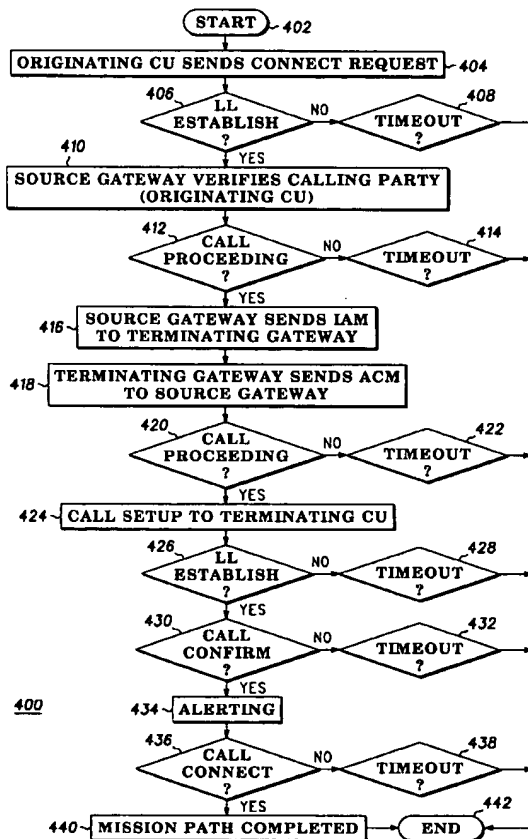 START
402
ORIGINATING CU SENDS CONNECT REQUEST
404
406
LL
ESTABLISH
?
NO
408
TIMEOUT
?
YES
410
SOURCE GATEWAY VERIFIES CALLING PARTY
(ORIGINATING CU)
412
CALL
PROCEEDING
?
NO
414
TIMEOUT
?
YES
416
SOURCE GATEWAY SENDS IAM
TO TERMINATING GATEWAY
418
TERMINATING GATEWAY SENDS ACM
TO SOURCE GATEWAY
420
CALL
PROCEEDING
?
NO
422
TIMEOUT
?
YES
424
CALL SETUP TO TERMINATING CU
426
LL
ESTABLISH
?
NO
428
TIMEOUT
?
YES
430
CALL
CONFIRM
?
NO
432
TIMEOUT
?
YES
400
434
ALERTING
436
CALL
CONNECT
?
NO
438
TIMEOUT
?
YES
440
MISSION PATH COMPLETED
END
442